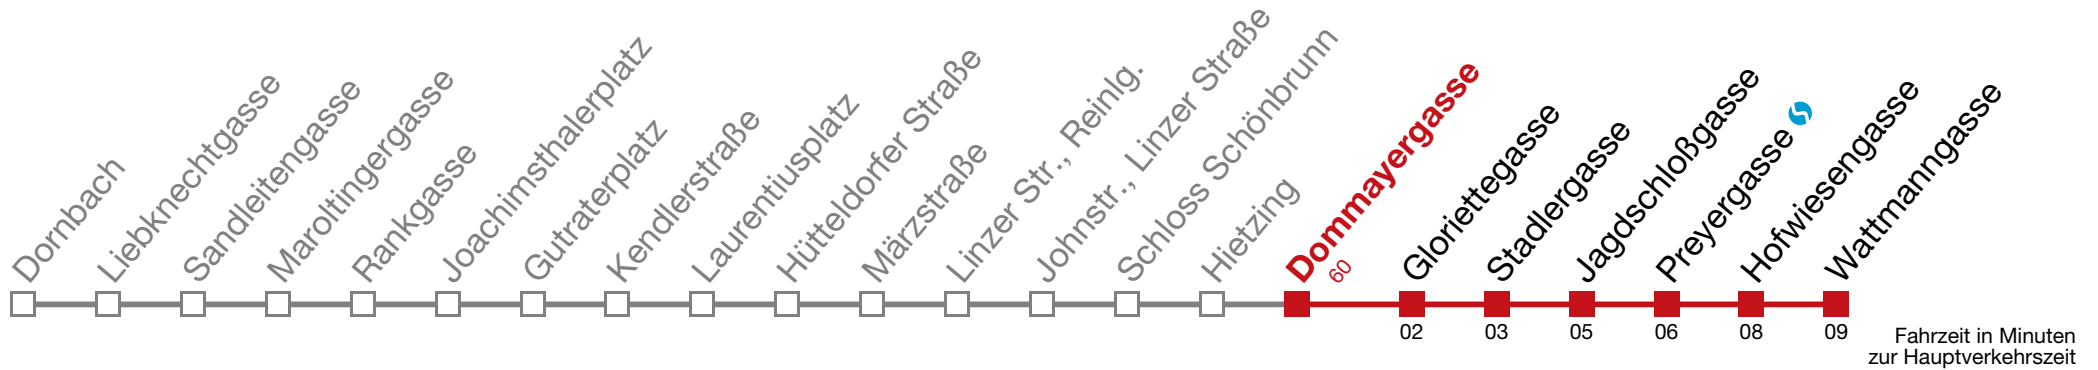 Dornbach
Liebknechtgasse
Sandleitengasse
Maroltingergasse
Rankgasse
Joachimsthalerplatz
Gutraterplatz
Kendlerstraße
Laurentiusplatz
Hütteldorfer Straße
Märzstraße
Linzer Str., Reinlg.
Johnstr., Linzer Straße
Schloss Schönbrunn
Hietzing
Dommayergasse
60
Gloriettegasse
Stadlergasse
Jagdschloßgasse
Preyergasse
Hofwiesengasse
Wattmanngasse
02 03 05 06 08 09
Fahrzeit in Minuten
zur Hauptverkehrszeit